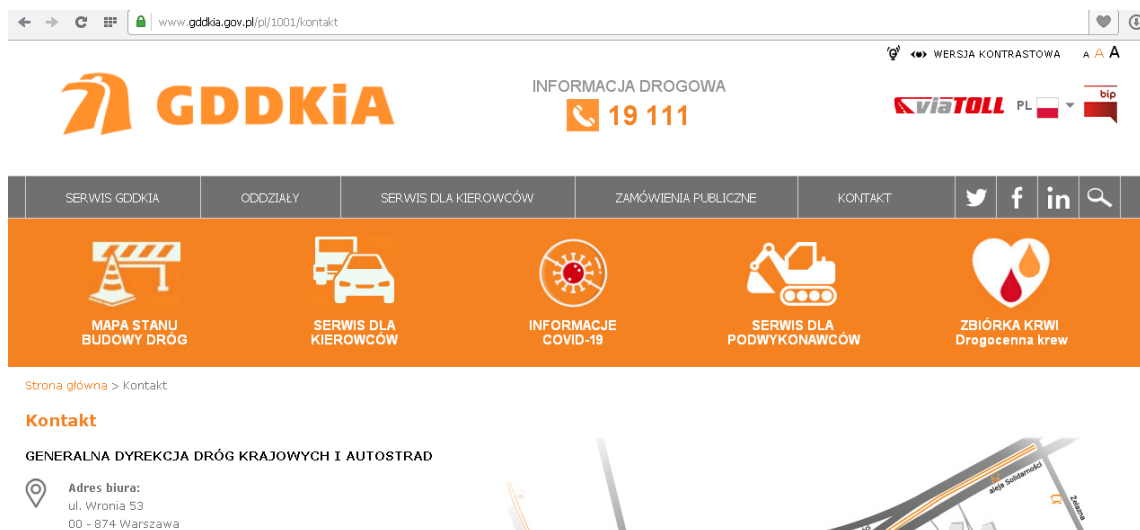 www.gddkia.gov.pl/pl/1001/kontakt
WERSJA KONTRASTOWA A A A
GDDKiA
INFORMACJA DROGOWA
19 111
viaTOLL PL bip
SERWIS GDDKIA ODDZIAŁY SERWIS DLA KIEROWCÓW ZAMÓWIENIA PUBLICZNE KONTAKT
MAPA STANU
BUDOWY DRÓG
SERWIS DLA
KIEROWCÓW
INFORMACJE
COVID-19
SERWIS DLA
PODWYKONAWCÓW
ZBIÓRKA KRWI
Drogocenna krew
Strona główna > Kontakt
Kontakt
GENERALNA DYREKCJA DRÓG KRAJOWYCH I AUTOSTRAD
Adres biura:
ul. Wronia 53
00 - 874 Warszawa
aleja Solidarności
Żelazna